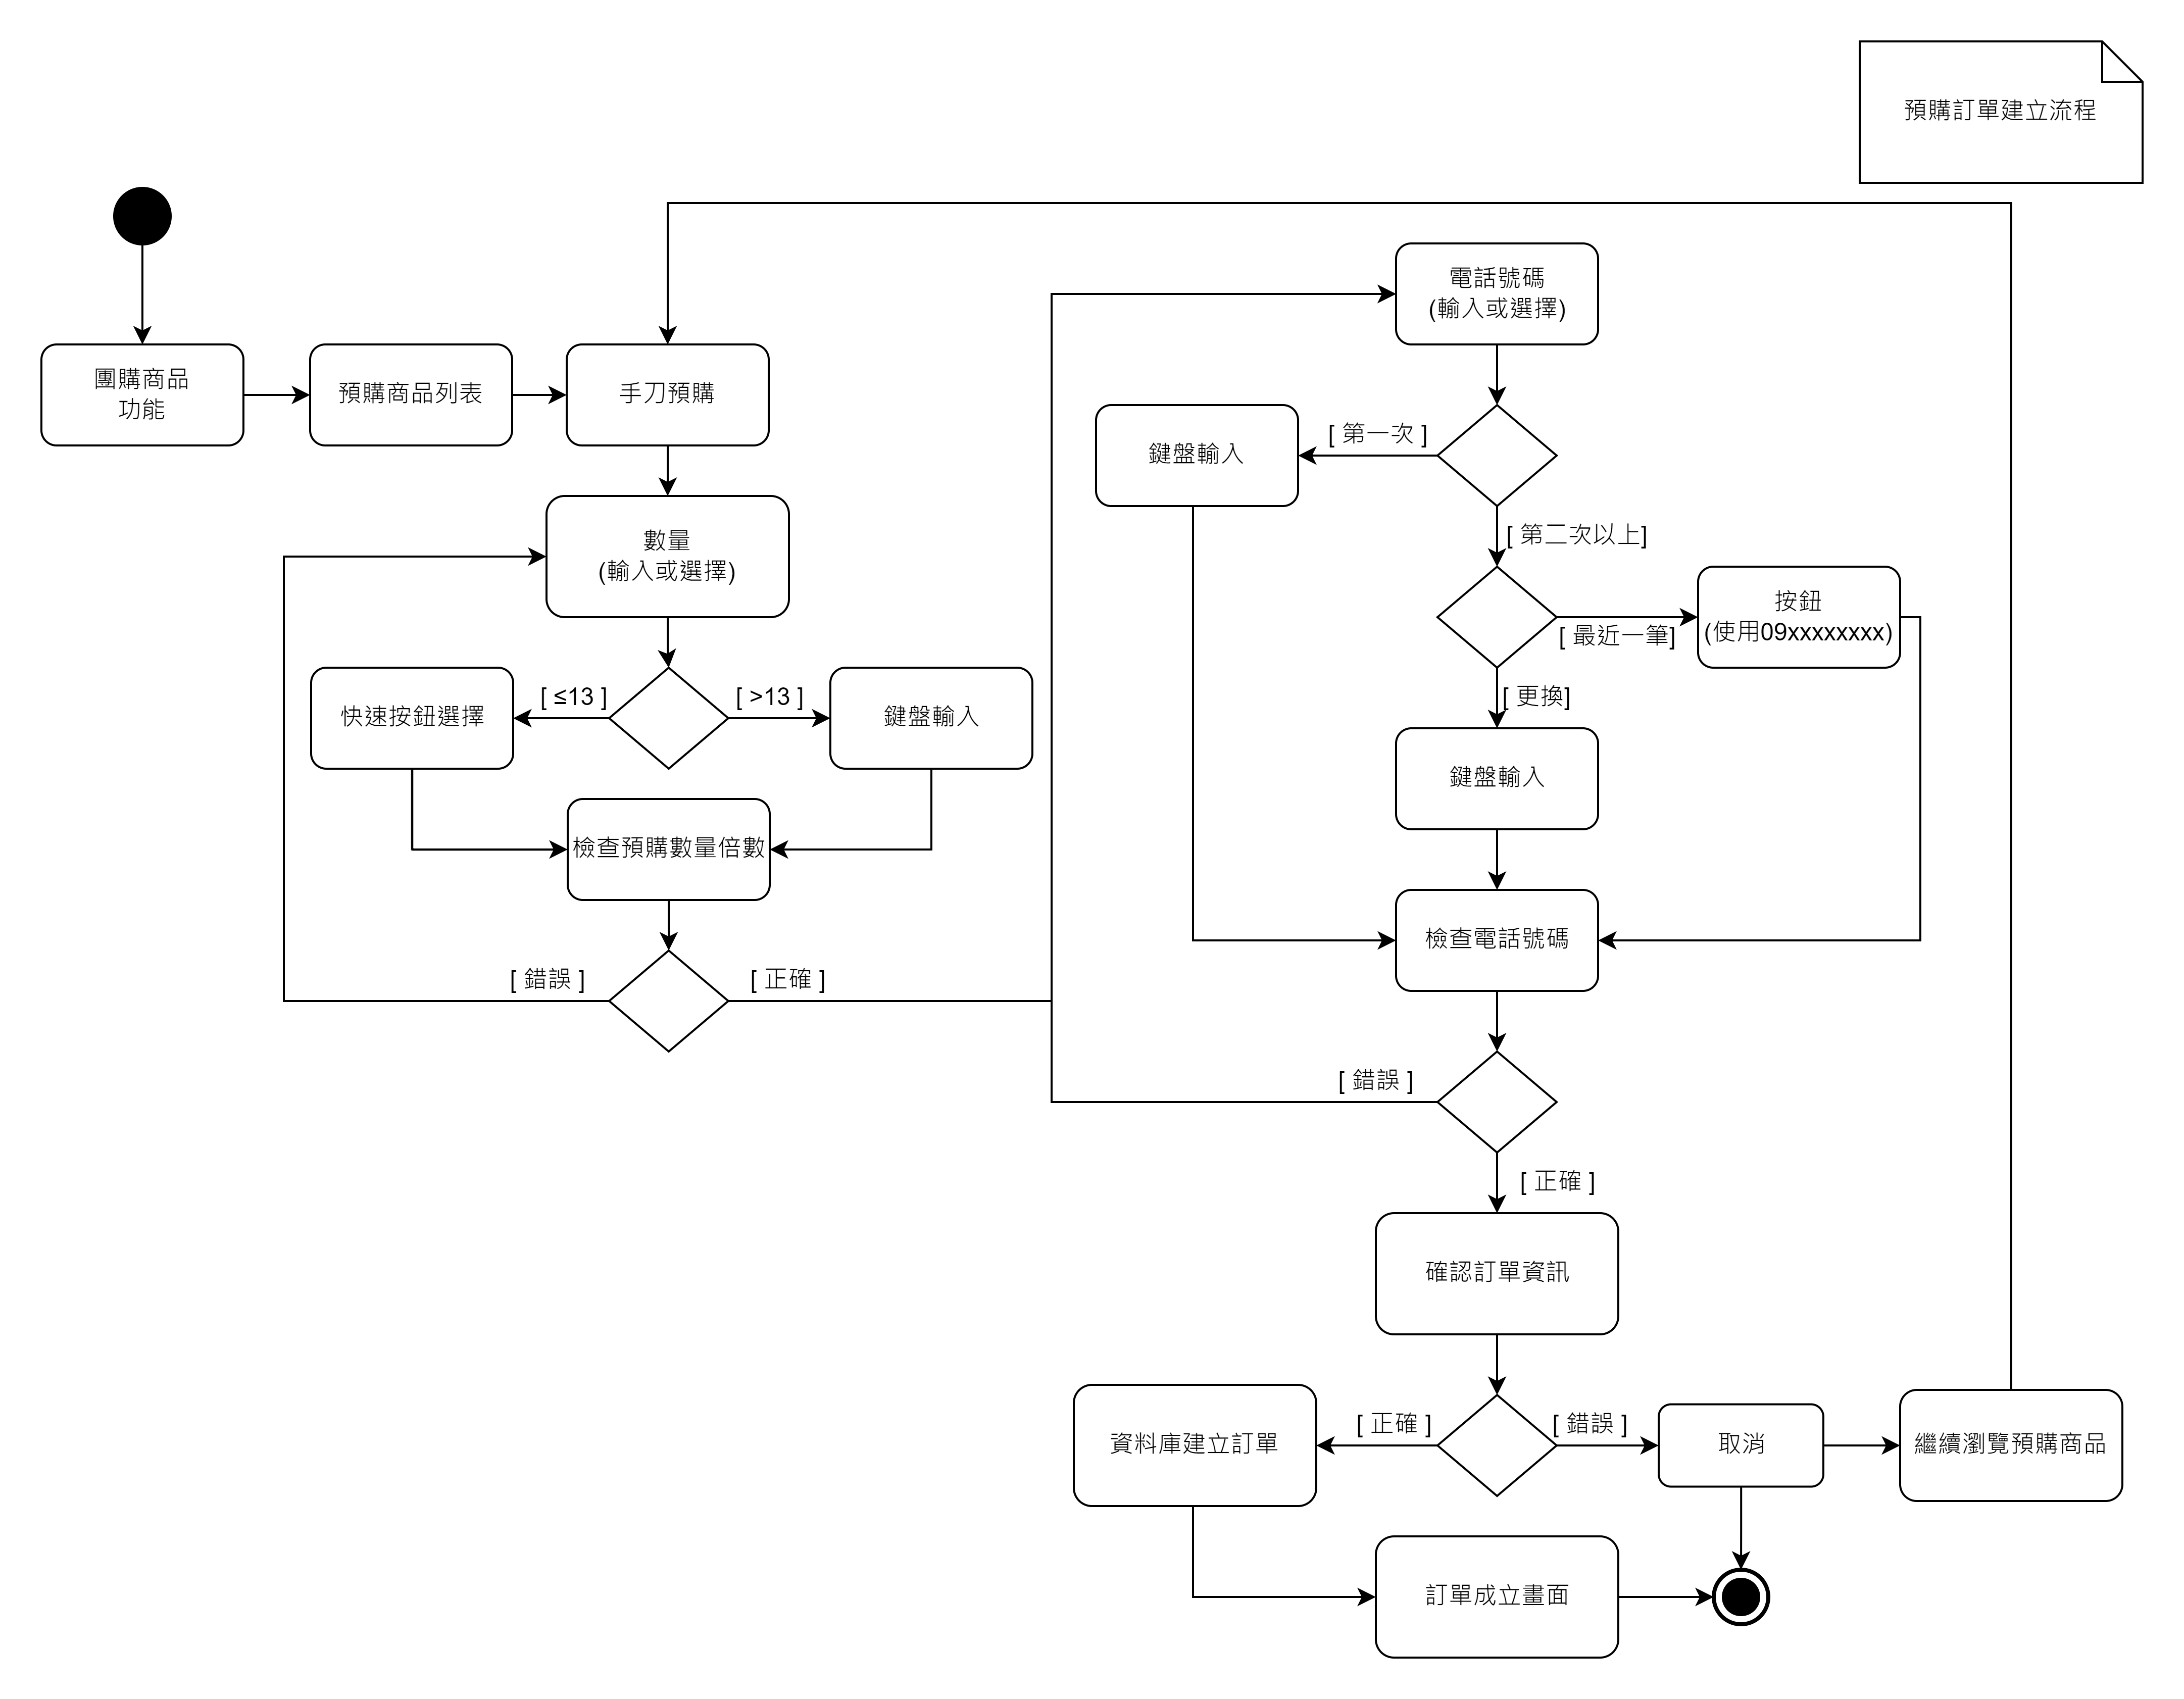 預購訂單建立流程
團購商品
功能
預購商品列表
手刀預購
數量
(輸入或選擇)
[ ≤13 ]
[ >13 ]
快速按鈕選擇
鍵盤輸入
檢查預購數量倍數
[ 錯誤 ]
[ 正確 ]
電話號碼
(輸入或選擇)
[ 第一次 ]
鍵盤輸入
[ 第二次以上]
按鈕
(使用09xxxxxxxx)
[ 最近一筆]
[ 更換]
鍵盤輸入
檢查電話號碼
[ 錯誤 ]
[ 正確 ]
確認訂單資訊
[ 正確 ]
[ 錯誤 ]
資料庫建立訂單
取消
繼續瀏覽預購商品
訂單成立畫面